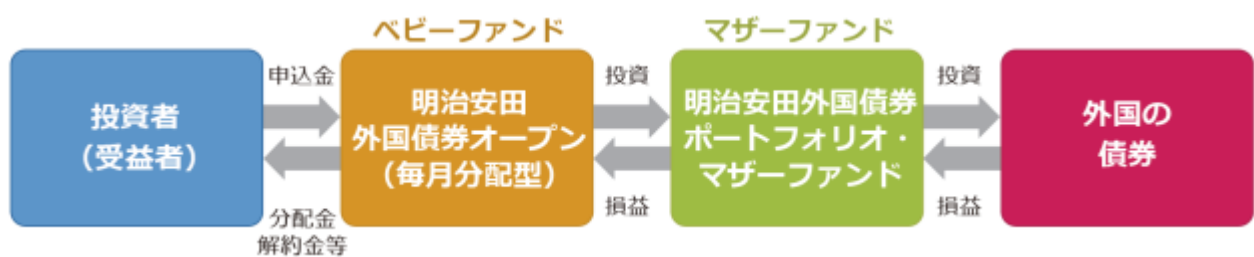 ベビーファンド
マザーファンド
投資者
（受益者）
申込金
分配金
解約金等
明治安田
外国債券オープン
（毎月分配型）
投資
損益
明治安田外国債券
ポートフォリオ・
マザーファンド
投資
損益
外国の
債券